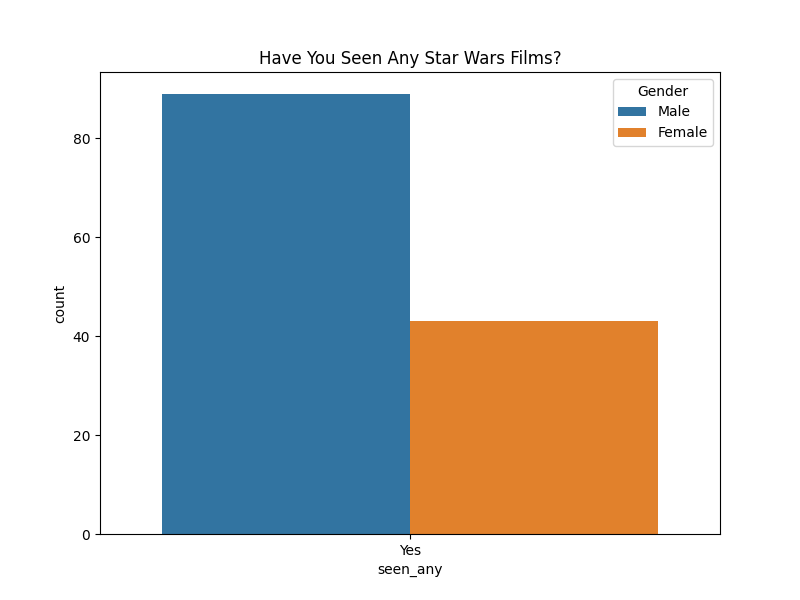 Have You Seen Any Star Wars Films?
Gender
Male
Female
80
60
40
20
0
count
Yes
seen_any